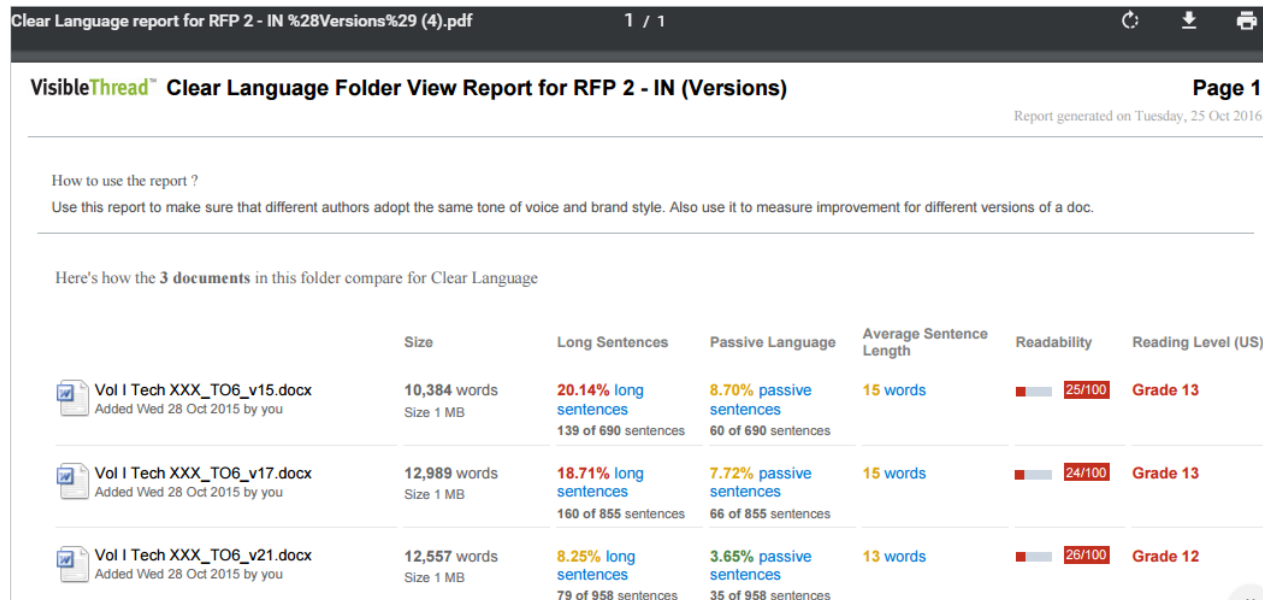 Clear Language report for RFP 2 - IN %28Versions%29 (4).pdf 1 / 1
VisibleThread™ Clear Language Folder View Report for RFP 2 - IN (Versions) Page 1
Report generated on Tuesday, 25 Oct 2016
How to use the report ?
Use this report to make sure that different authors adopt the same tone of voice and brand style. Also use it to measure improvement for different versions of a doc.
Here's how the 3 documents in this folder compare for Clear Language
Size Long Sentences Passive Language Average Sentence Length Readability Reading Level (US)
Vol I Tech XXX_TO6_v15.docx 10,384 words 20.14% long 8.70% passive 15 words 25/100 Grade 13
Added Wed 28 Oct 2015 by you Size 1 MB sentences sentences
139 of 690 sentences 60 of 690 sentences
Vol I Tech XXX_TO6_v17.docx 12,989 words 18.71% long 7.72% passive 15 words 24/100 Grade 13
Added Wed 28 Oct 2015 by you Size 1 MB sentences sentences
160 of 855 sentences 66 of 855 sentences
Vol I Tech XXX_TO6_v21.docx 12,557 words 8.25% long 3.65% passive 13 words 26/100 Grade 12
Added Wed 28 Oct 2015 by you Size 1 MB sentences sentences
79 of 958 sentences 35 of 958 sentences